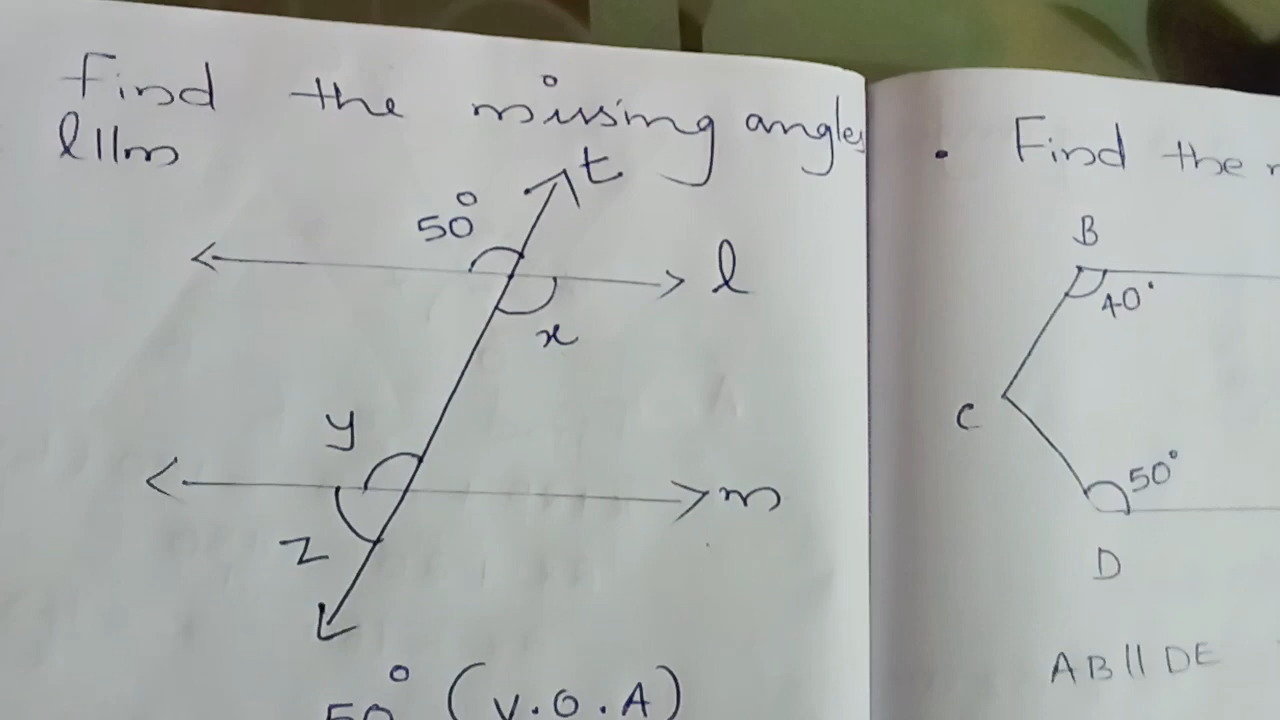 Find the missing angles
l||m
t
50°
l
x
y
m
z
50° (V.O.A)
. Find the
B
40°
C
50°
D
AB || DE